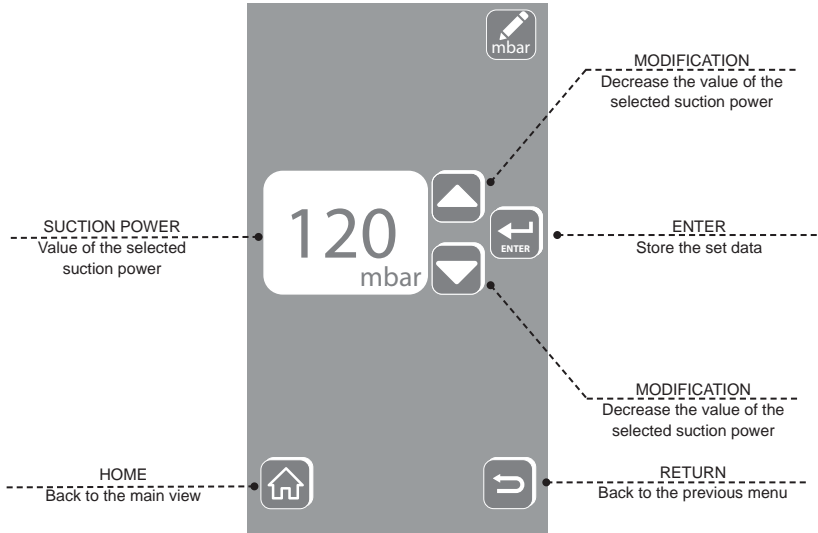 mbar
MODIFICATION
Decrease the value of the
selected suction power
SUCTION POWER
Value of the selected
suction power
120
mbar
ENTER
ENTER
Store the set data
MODIFICATION
Decrease the value of the
selected suction power
HOME
Back to the main view
RETURN
Back to the previous menu